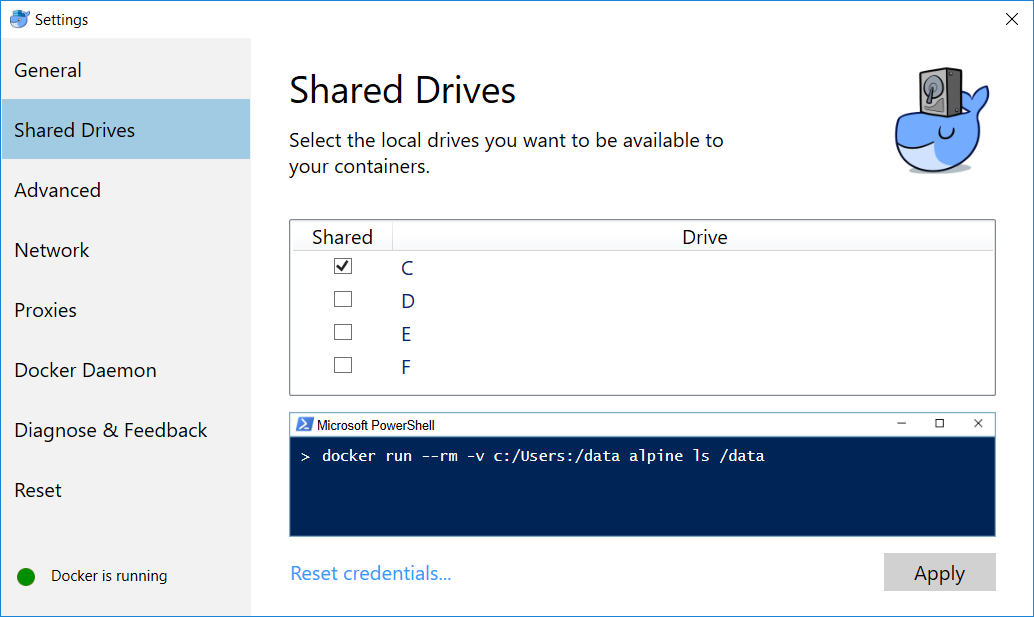 Settings
General
Shared Drives
Advanced
Network
Proxies
Docker Daemon
Diagnose & Feedback
Reset
Docker is running
Shared Drives
Select the local drives you want to be available to
your containers.
Shared Drive
C
D
E
F
Microsoft PowerShell
> docker run --rm -v c:/Users:/data alpine ls /data
Reset credentials...
Apply